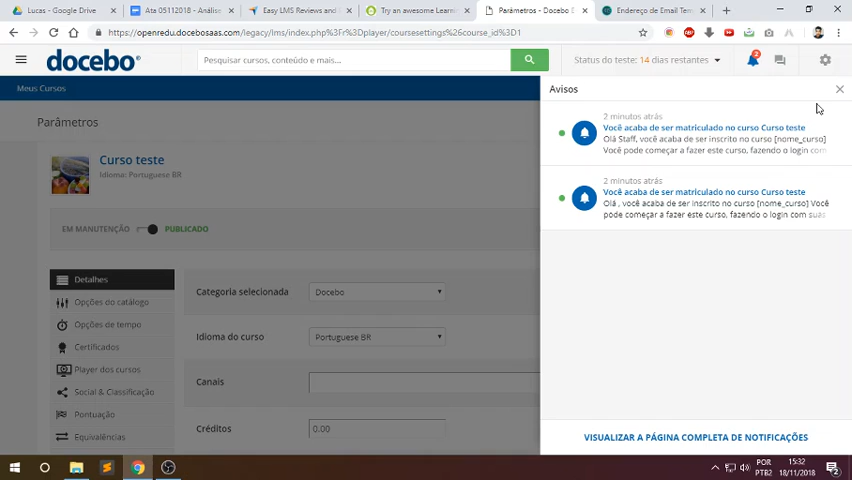 Lucas - Google Drive
Ata 05112018 - Análise
Easy LMS Reviews and
Try an awesome Learn
Parâmetros - Docebo E
Endereço de Email Tem
https://openredu.docebosaas.com/legacy/lms/index.php?r=player/coursesettings%26course_id%3D1
docebo
Pesquisar cursos, conteúdo e mais....
Status do teste: 14 dias restantes
2
Meus Cursos
Avisos
Parâmetros
Curso teste
Idioma: Portuguese BR
EM MANUTENÇÃO
PUBLICADO
2 minutos atrás
Você acaba de ser matriculado no curso Curso teste
Olá Staff, você acaba de ser inscrito no curso [nome_curso]
Você pode começar a fazer este curso, fazendo o login com
2 minutos atrás
Você acaba de ser matriculado no curso Curso teste
Olá , você acaba de ser inscrito no curso [nome_curso] Você
pode começar a fazer este curso, fazendo o login com suas
Detalhes
Opções do catálogo
Opções de tempo
Certificados
Player dos cursos
Social & Classificação
Pontuação
Equivalências
Categoria selecionada
Docebo
Idioma do curso
Portuguese BR
Canais
Créditos
0.00
VISUALIZAR A PÁGINA COMPLETA DE NOTIFICAÇÕES
POR
PTB2
15:32
18/11/2018
2